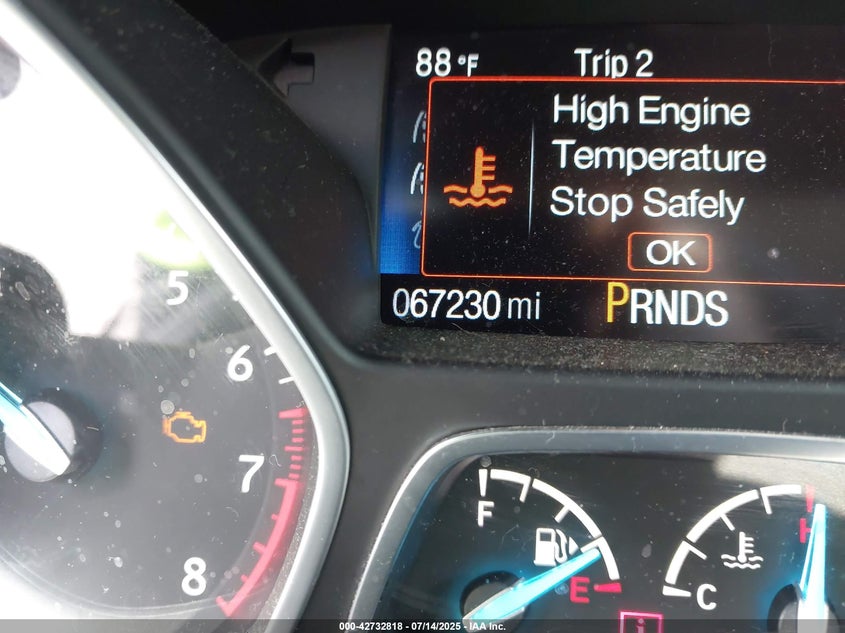 88 °F
Trip 2
High Engine
Temperature
Stop Safely
OK
067230 mi
PRNDS
5
6
7
8
F
E
C
H
i
000-42732818 - 07/14/2025 - IAA Inc.